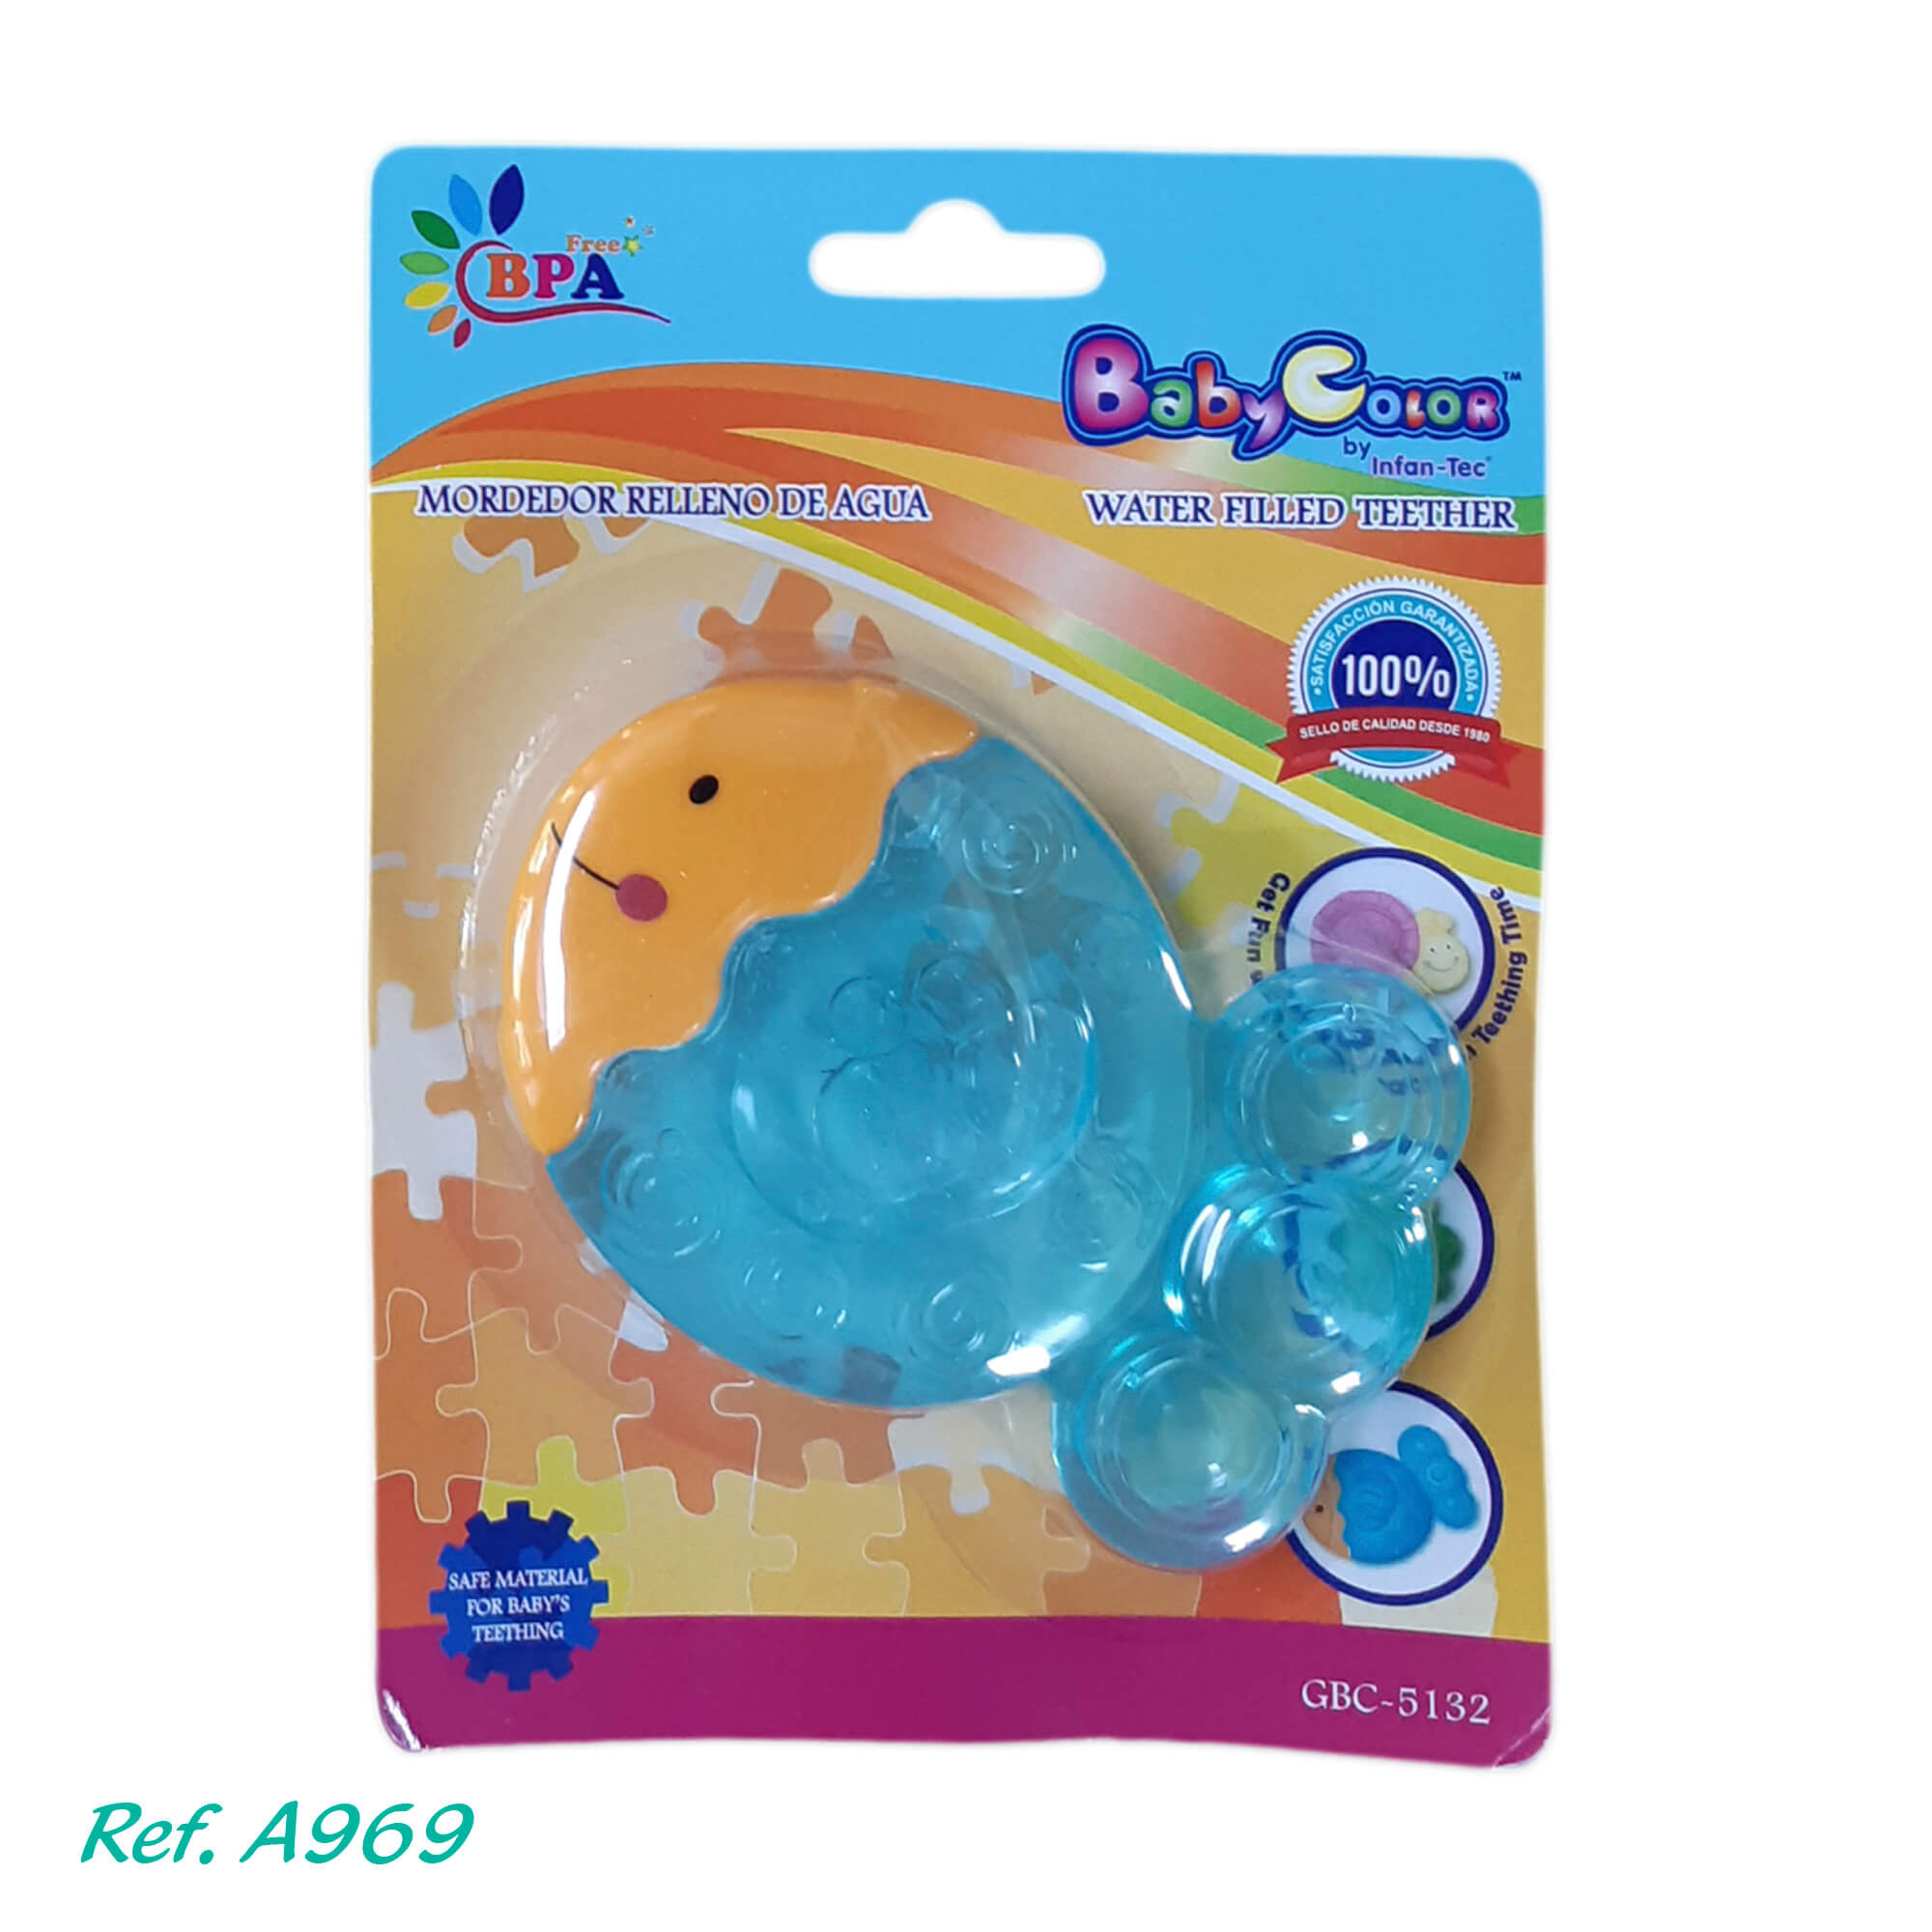 Free
BPA
BabyColor™
by
Infan-Tec
MORDEDOR RELLENO DE AGUA
WATER FILLED TEETHER
SATISFACCIÓN GARANTIZADA
100%
SELLO DE CALIDAD DESDE 1980
Get Fun
Teething Time
SAFE MATERIAL
FOR BABY'S
TEETHING
GBC-5132
Ref. A969